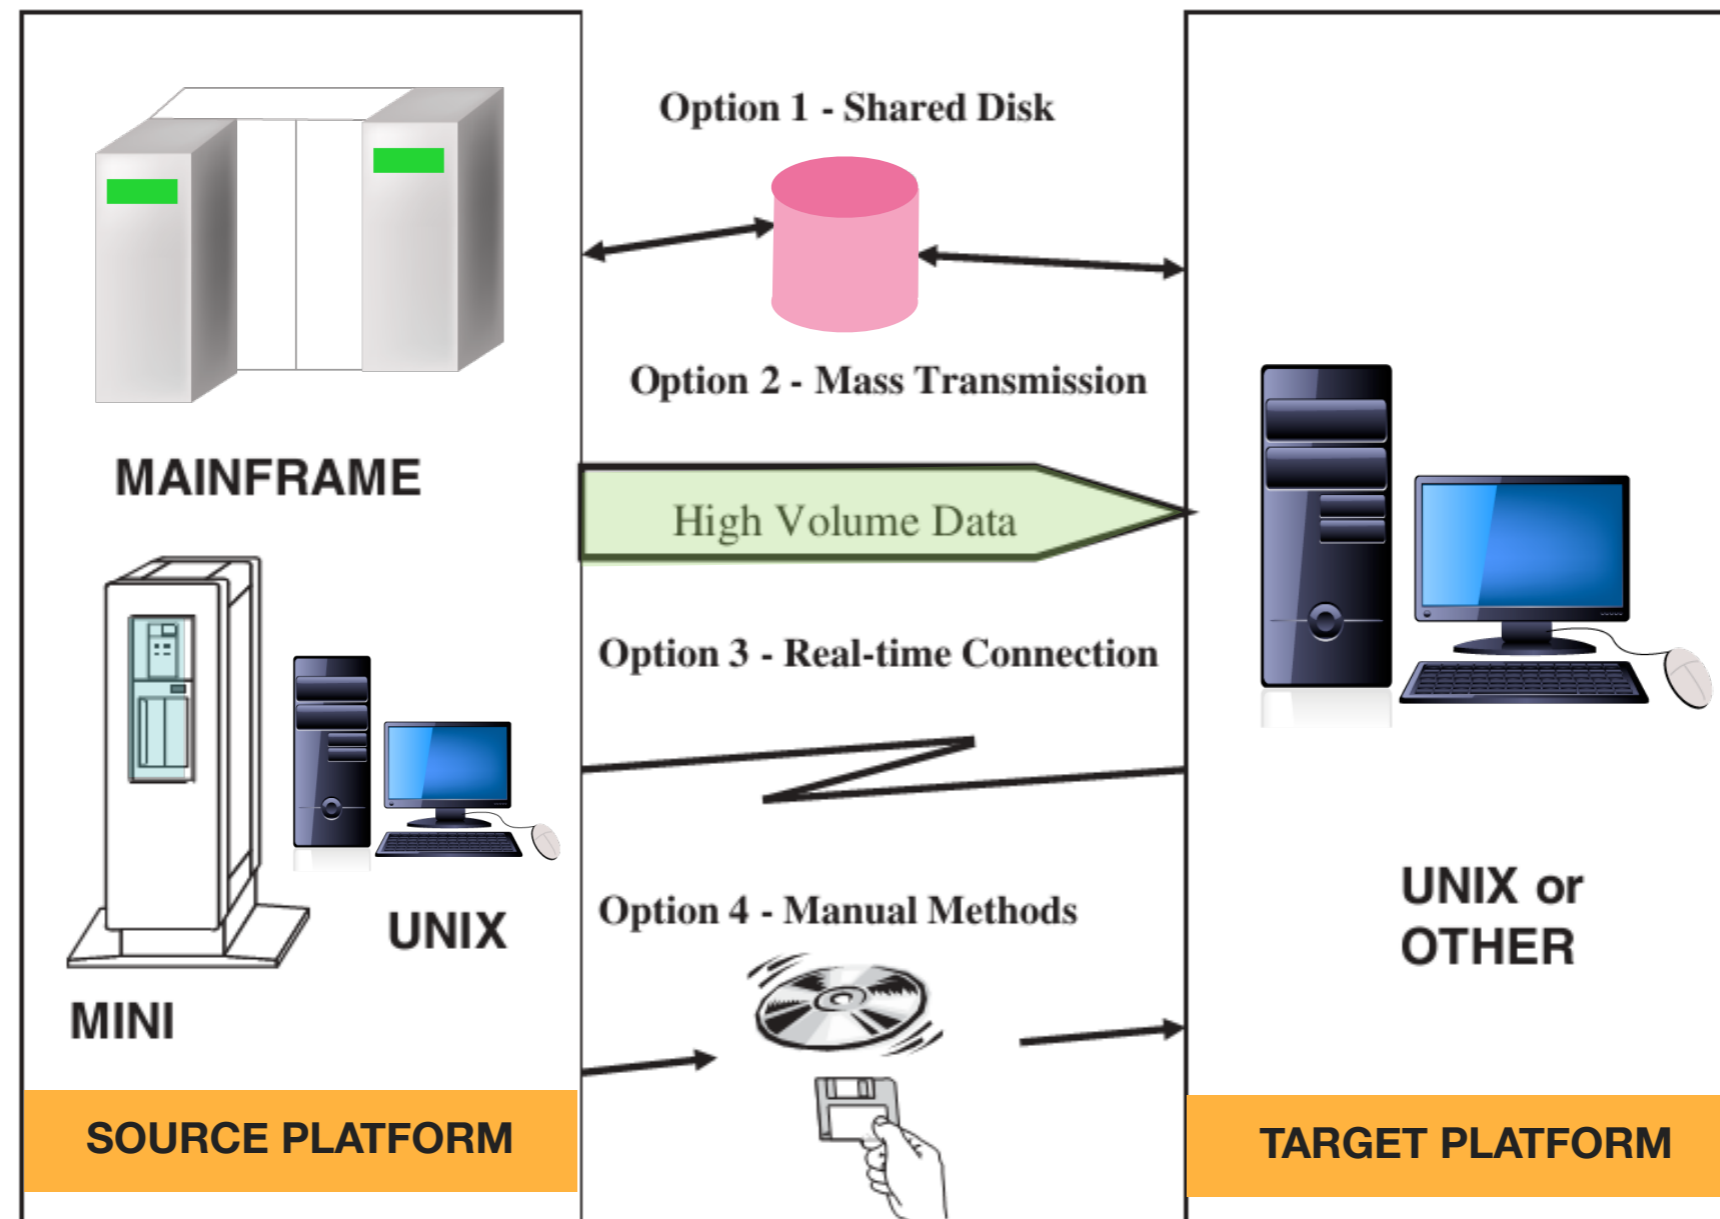 MAINFRAME
MINI
UNIX
SOURCE PLATFORM
Option 1 - Shared Disk
Option 2 - Mass Transmission
High Volume Data
Option 3 - Real-time Connection
Option 4 - Manual Methods
UNIX or
OTHER
TARGET PLATFORM